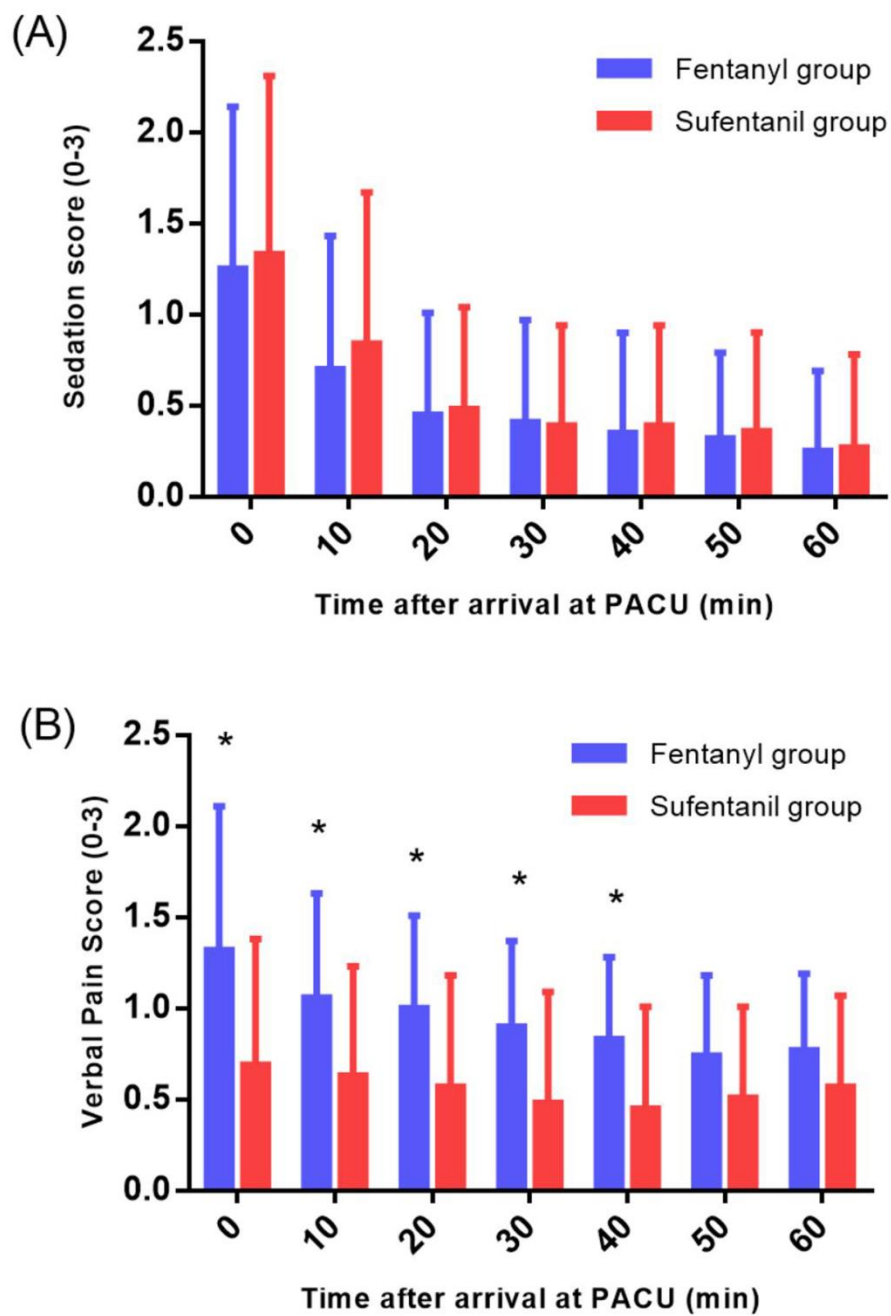 (A)
Sedation score (0-3)
2.5
2.0
1.5
1.0
0.5
0.0
Fentanyl group
Sufentanil group
0 10 20 30 40 50 60
Time after arrival at PACU (min)
(B)
Verbal Pain Score (0-3)
2.5
2.0
1.5
1.0
0.5
0.0
Fentanyl group
Sufentanil group
*
* * * *
0 10 20 30 40 50 60
Time after arrival at PACU (min)